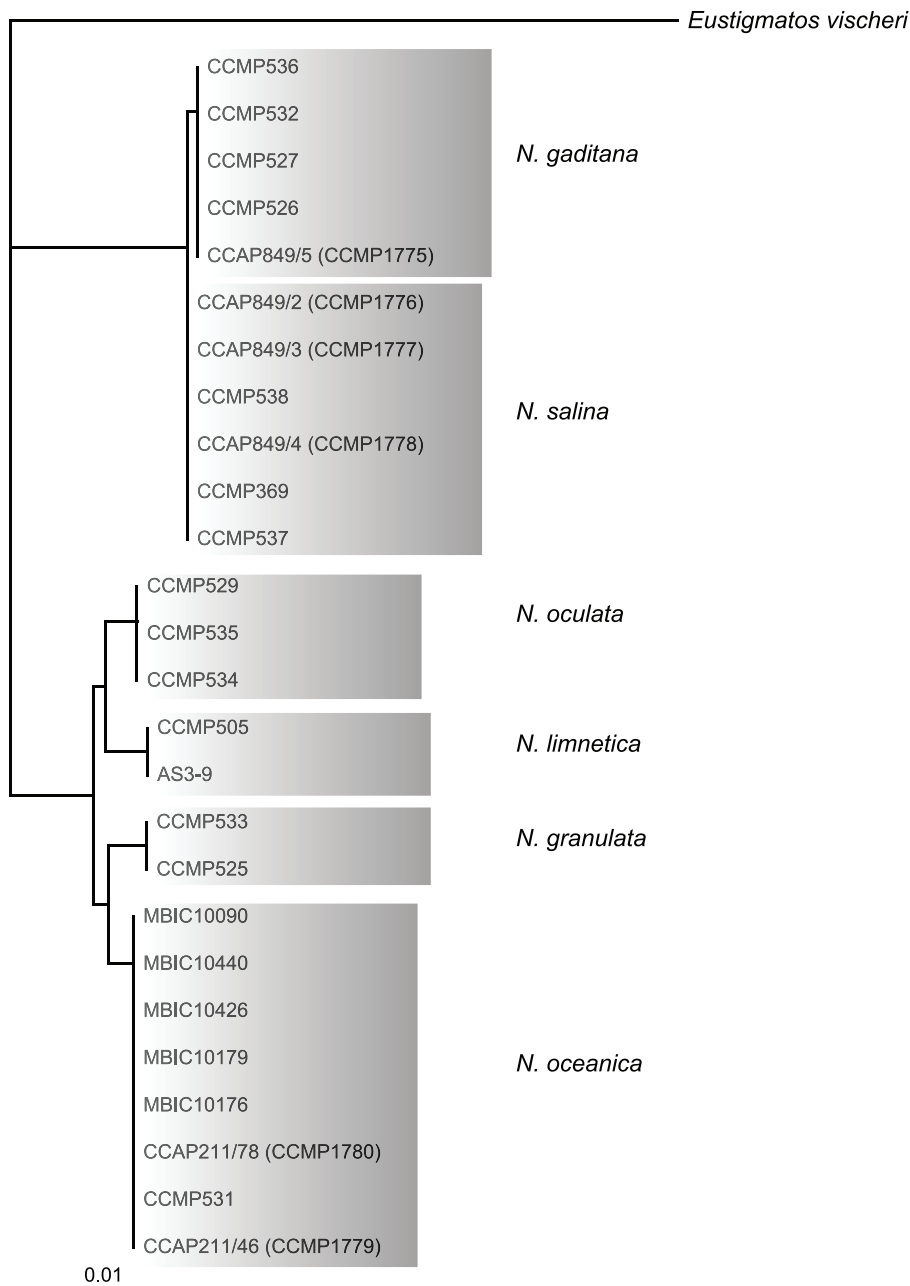 Eustigmatos vischeri
CCMP536
CCMP532
CCMP527
N. gaditana
CCMP526
CCAP849/5 (CCMP1775)
CCAP849/2 (CCMP1776)
CCAP849/3 (CCMP1777)
CCMP538
N. salina
CCAP849/4 (CCMP1778)
CCMP369
CCMP537
CCMP529
N. oculata
CCMP535
CCMP534
CCMP505
N. limnetica
AS3-9
CCMP533
N. granulata
CCMP525
MBIC10090
MBIC10440
MBIC10426
MBIC10179
N. oceanica
MBIC10176
CCAP211/78 (CCMP1780)
CCMP531
CCAP211/46 (CCMP1779)
0.01